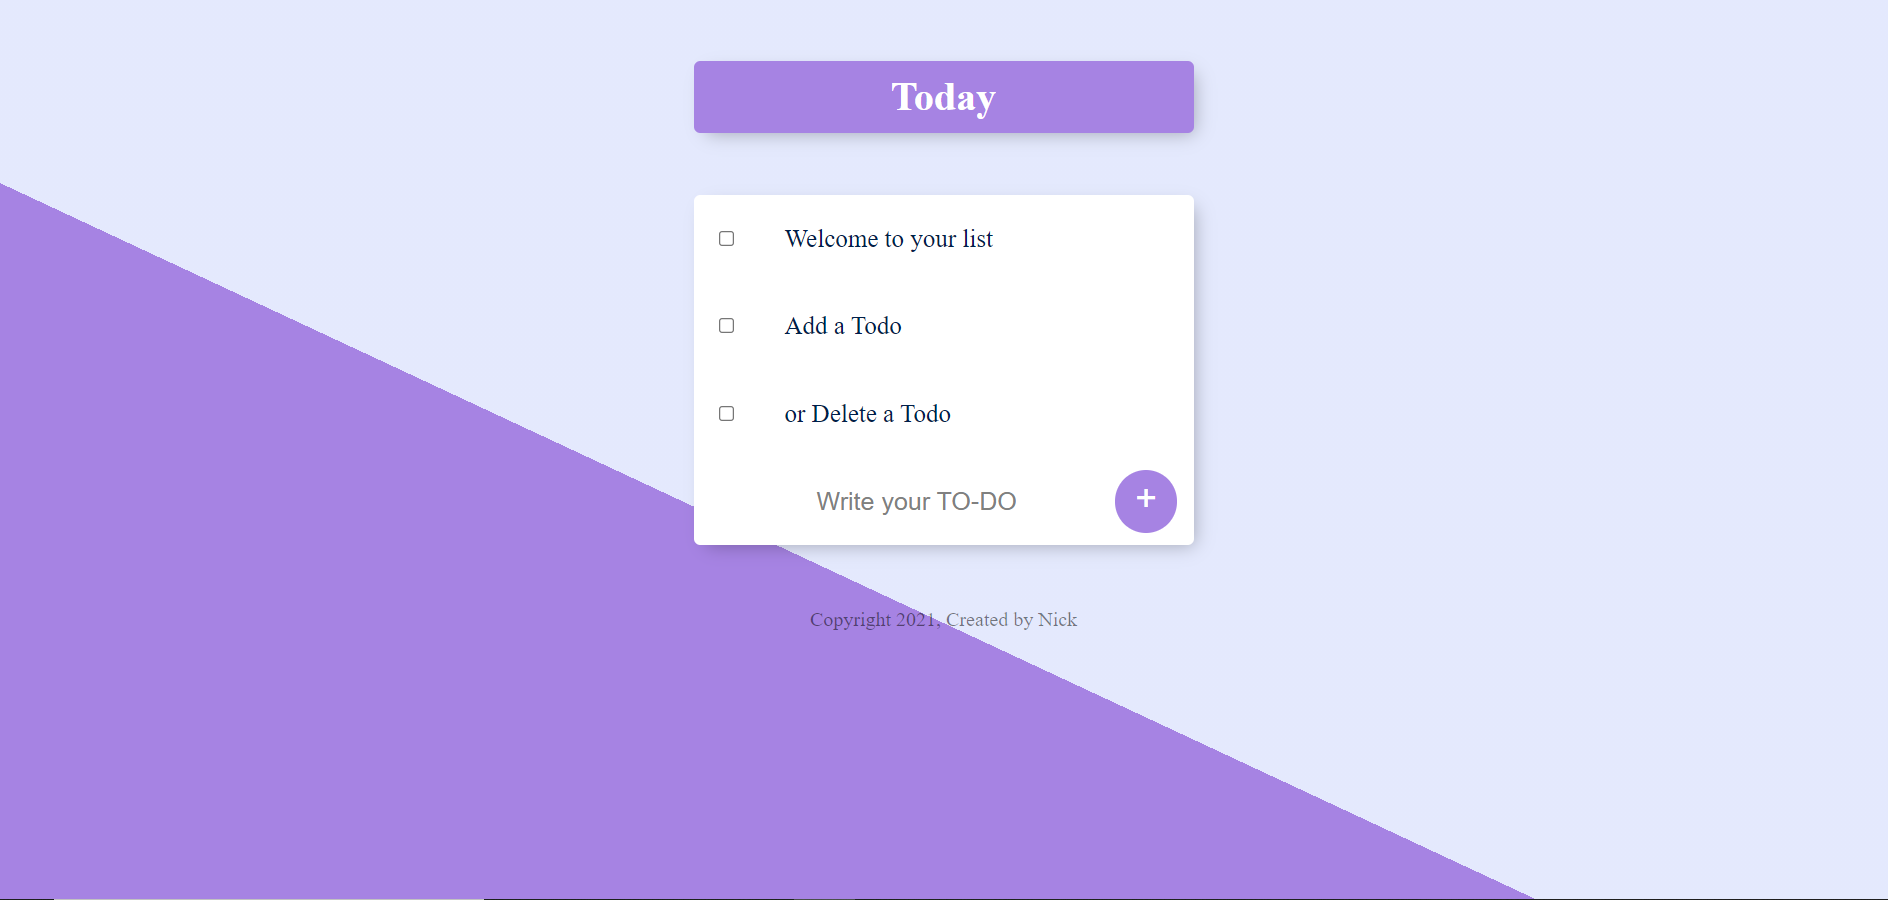 Today
Welcome to your list
Add a Todo
or Delete a Todo
Write your TO-DO
+
Copyright 2021, Created by Nick